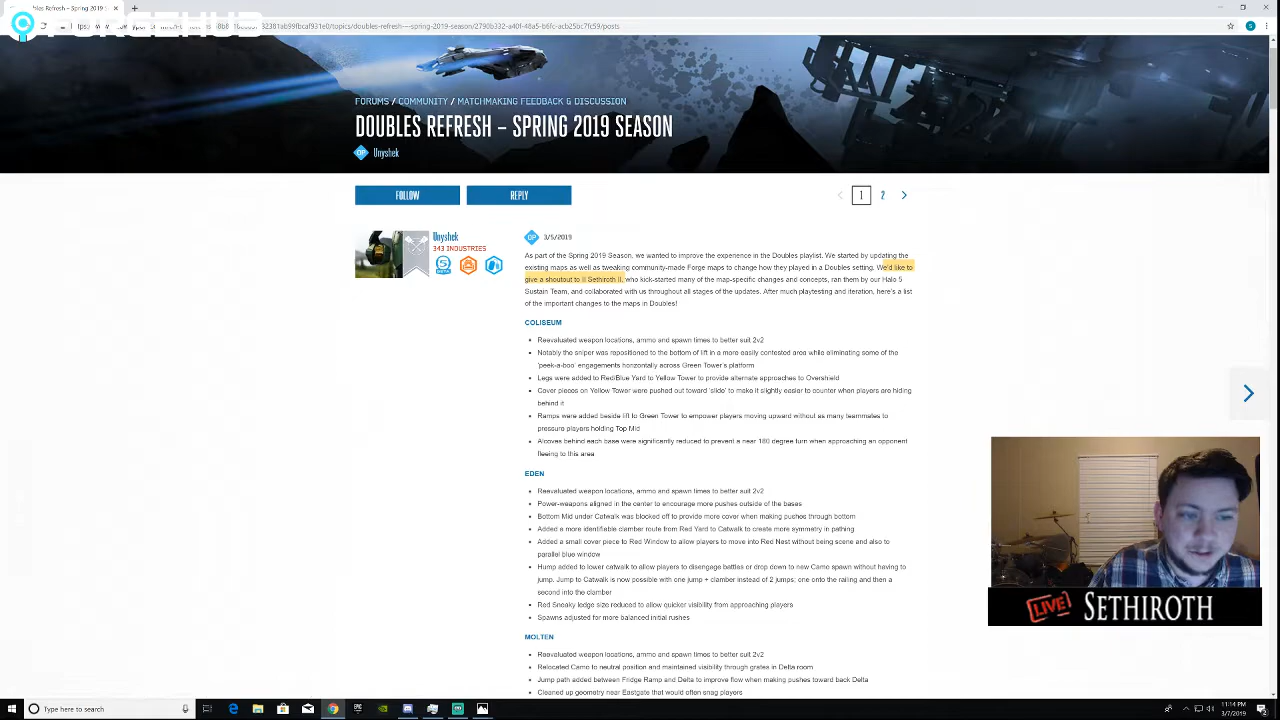 Doubles Refresh – Spring 2019 S
doubles-refresh---spring-2019-season/2790b332-a40f-48a5-b6fc-acb25bc7fc59/posts
FORUMS / COMMUNITY / MATCHMAKING FEEDBACK & DISCUSSION
DOUBLES REFRESH – SPRING 2019 SEASON
OP Unyshek
FOLLOW REPLY 1 2
Unyshek
343 INDUSTRIES
OP 3/5/2019
As part of the Spring 2019 Season, we wanted to improve the experience in the Doubles playlist. We started by updating the
existing maps as well as tweaking community-made Forge maps to change how they played in a Doubles setting. We'd like to
give a shoutout to II Sethiroth II, who kick-started many of the map-specific changes and concepts, ran them by our Halo 5
Sustain Team, and collaborated with us throughout all stages of the updates. After much playtesting and iteration, here's a list
of the important changes to the maps in Doubles!
COLISEUM
Reevaluated weapon locations, ammo and spawn times to better suit 2v2
Notably the sniper was repositioned to the bottom of lift in a more easily contested area while eliminating some of the
'peek-a-boo' engagements horizontally across Green Tower's platform
Legs were added to Red/Blue Yard to Yellow Tower to provide alternate approaches to Overshield
Cover pieces on Yellow Tower were pushed out toward 'slide' to make it slightly easier to counter when players are hiding
behind it
Ramps were added beside lift to Green Tower to empower players moving upward without as many teammates to
pressure players holding Top Mid
Alcoves behind each base were significantly reduced to prevent a near 180 degree turn when approaching an opponent
fleeing to this area
EDEN
Reevaluated weapon locations, ammo and spawn times to better suit 2v2
Power-weapons aligned in the center to encourage more pushes outside of the bases
Bottom Mid under Catwalk was blocked off to provide more cover when making pushes through bottom
Added a more identifiable clamber route from Red Yard to Catwalk to create more symmetry in pathing
Added a small cover piece to Red Window to allow players to move into Red Nest without being scene and also to
parallel blue window
Hump added to lower catwalk to allow players to disengage battles or drop down to new Camo spawn without having to
jump. Jump to Catwalk is now possible with one jump + clamber instead of 2 jumps; one onto the railing and then a
second into the clamber
Red Sneaky ledge size reduced to allow quicker visibility from approaching players
Spawns adjusted for more balanced initial rushes
MOLTEN
Reevaluated weapon locations, ammo and spawn times to better suit 2v2
Relocated Camo to neutral position and maintained visibility through grates in Delta room
Jump path added between Fridge Ramp and Delta to improve flow when making pushes toward back Delta
Cleaned up geometry near Eastgate that would often snag players
LIVE SETHIROTH
Type here to search
11:14 PM
3/7/2019